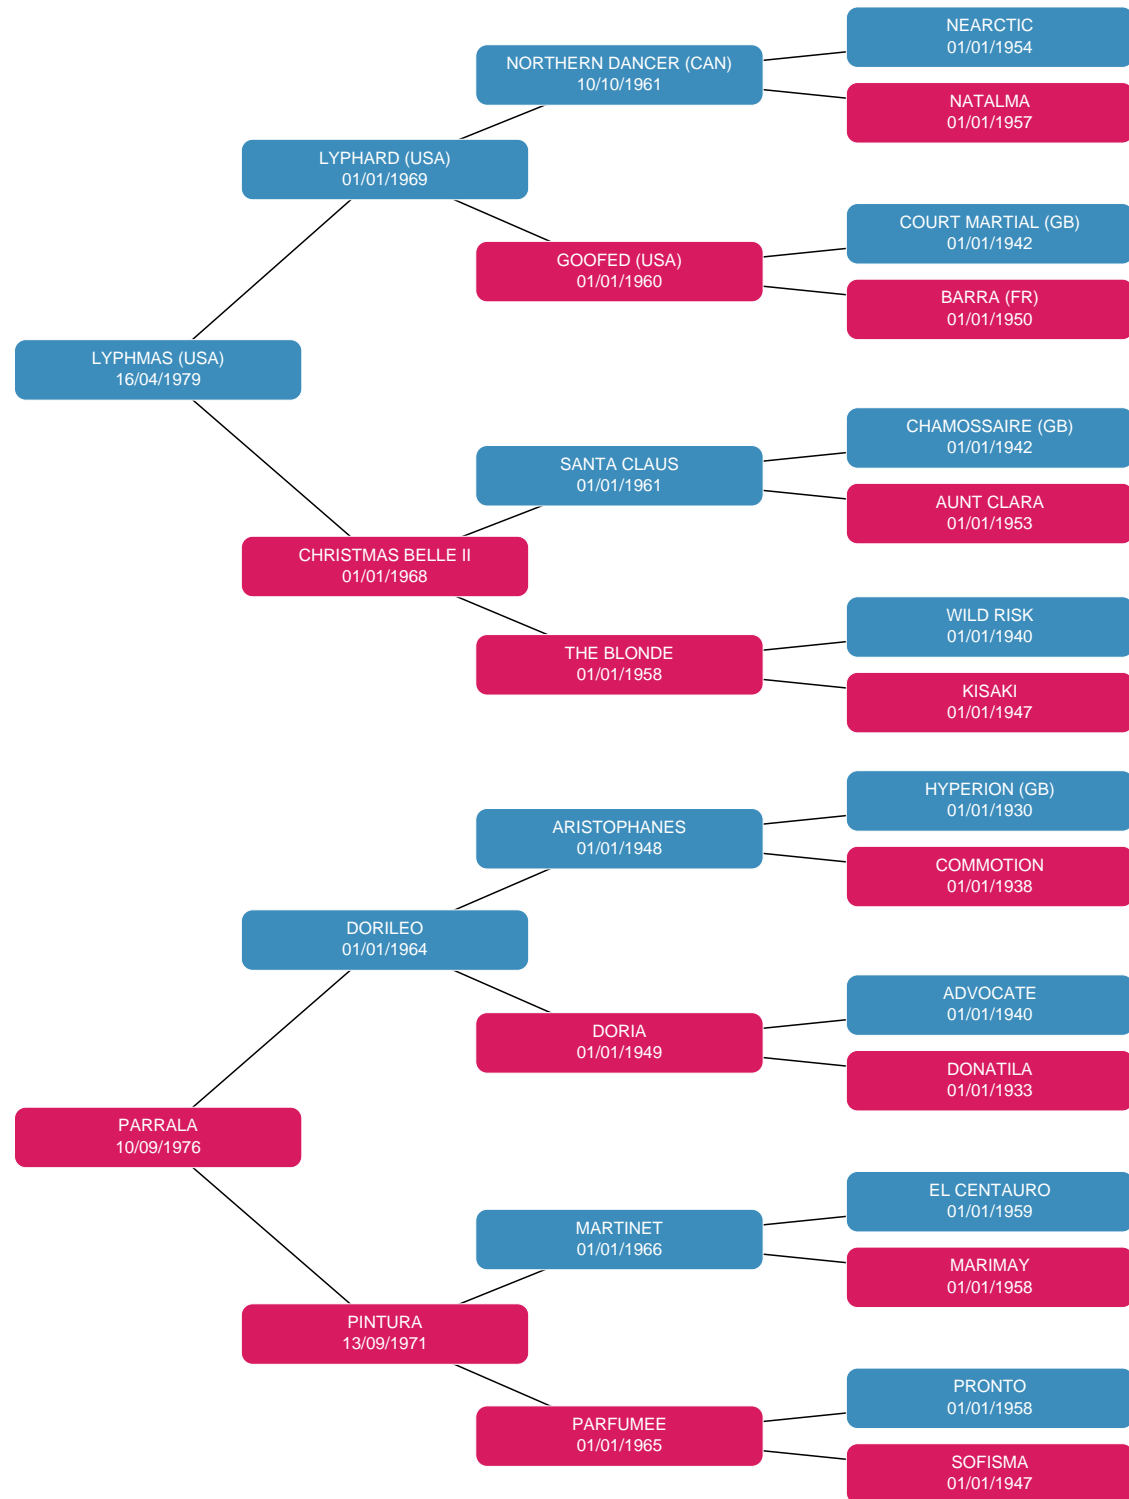 NEARCTIC
01/01/1954
NORTHERN DANCER (CAN)
10/10/1961
NATALMA
01/01/1957
LYPHARD (USA)
01/01/1969
COURT MARTIAL (GB)
01/01/1942
GOOFED (USA)
01/01/1960
BARRA (FR)
01/01/1950
LYPHMAS (USA)
16/04/1979
CHAMOSSAIRE (GB)
01/01/1942
SANTA CLAUS
01/01/1961
AUNT CLARA
01/01/1953
CHRISTMAS BELLE II
01/01/1968
WILD RISK
01/01/1940
THE BLONDE
01/01/1958
KISAKI
01/01/1947
HYPERION (GB)
01/01/1930
ARISTOPHANES
01/01/1948
COMMOTION
01/01/1938
DORILEO
01/01/1964
ADVOCATE
01/01/1940
DORIA
01/01/1949
DONATILA
01/01/1933
PARRALA
10/09/1976
EL CENTAURO
01/01/1959
MARTINET
01/01/1966
MARIMAY
01/01/1958
PINTURA
13/09/1971
PRONTO
01/01/1958
PARFUMEE
01/01/1965
SOFISMA
01/01/1947